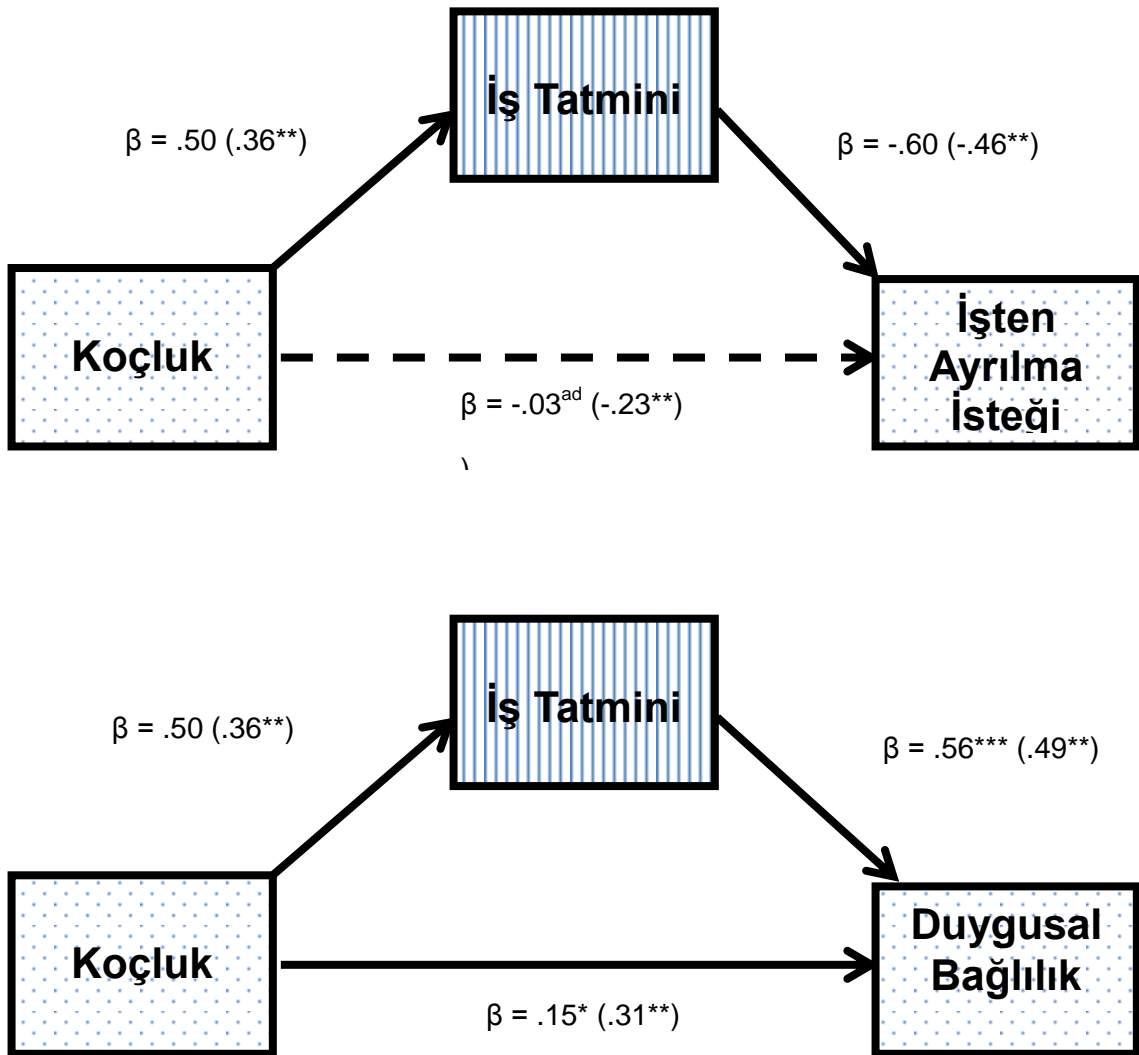 İş Tatmini
β = .50 (.36**)
β = -.60 (-.46**)
Koçluk
İşten
Ayrılma
İsteği
β = -.03ᵃᵈ (-.23**)
)
İş Tatmini
β = .50 (.36**)
β = .56*** (.49**)
Koçluk
Duygusal
Bağlılık
β = .15* (.31**)